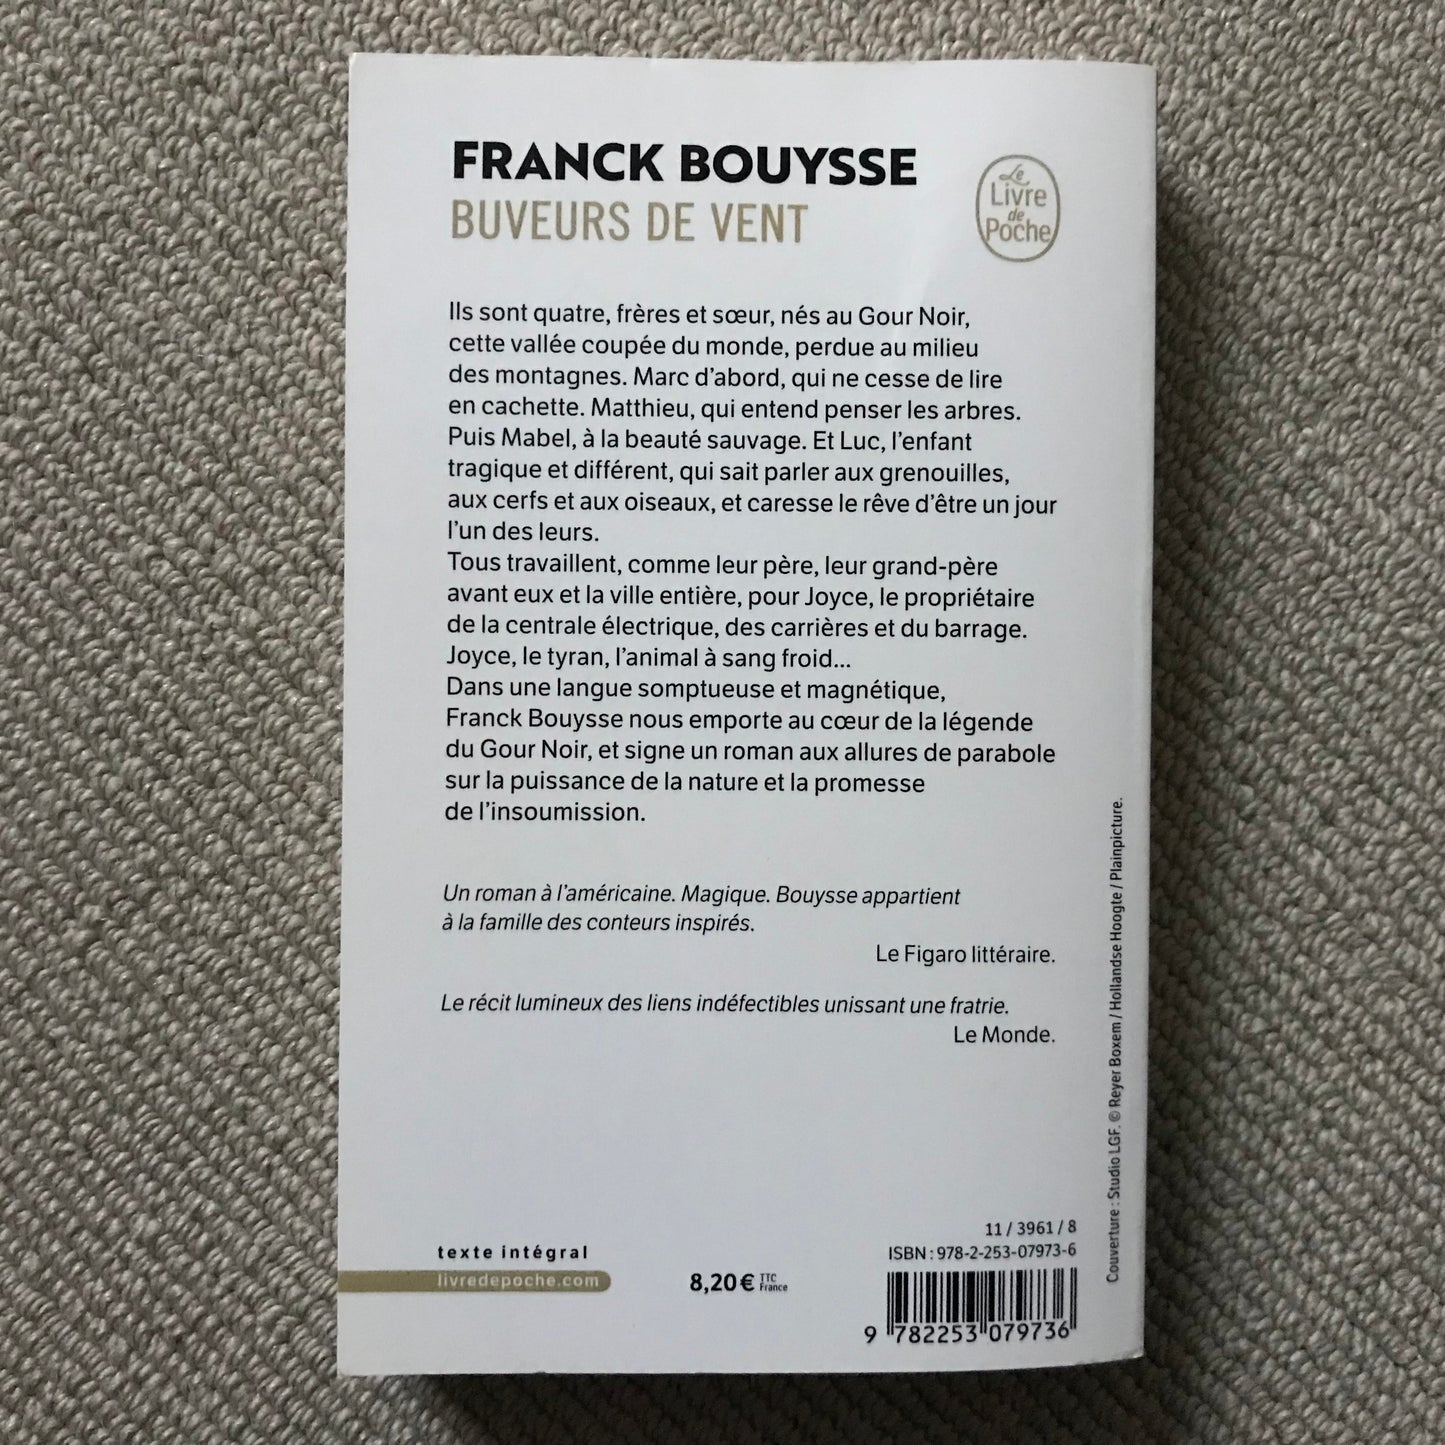 FRANCK BOUYSSE
BUVEURS DE VENT
Le
Livre
de
Poche
Ils sont quatre, frères et sœur, nés au Gour Noir,
cette vallée coupée du monde, perdue au milieu
des montagnes. Marc d'abord, qui ne cesse de lire
en cachette. Matthieu, qui entend penser les arbres.
Puis Mabel, à la beauté sauvage. Et Luc, l'enfant
tragique et différent, qui sait parler aux grenouilles,
aux cerfs et aux oiseaux, et caresse le rêve d'être un jour
l'un des leurs.
Tous travaillent, comme leur père, leur grand-père
avant eux et la ville entière, pour Joyce, le propriétaire
de la centrale électrique, des carrières et du barrage.
Joyce, le tyran, l'animal à sang froid...
Dans une langue somptueuse et magnétique,
Franck Bouysse nous emporte au cœur de la légende
du Gour Noir, et signe un roman aux allures de parabole
sur la puissance de la nature et la promesse
de l'insoumission.
Un roman à l'américaine. Magique. Bouysse appartient
à la famille des conteurs inspirés.
Le Figaro littéraire.
Le récit lumineux des liens indéfectibles unissant une fratrie.
Le Monde.
Couverture : Studio LGF. © Reyer Boxem / Hollandse Hoogte / Plainpicture.
texte intégral
livredepoche.com
8,20 € TTC
France
11 / 3961 / 8
ISBN : 978-2-253-07973-6
9 782253 079736